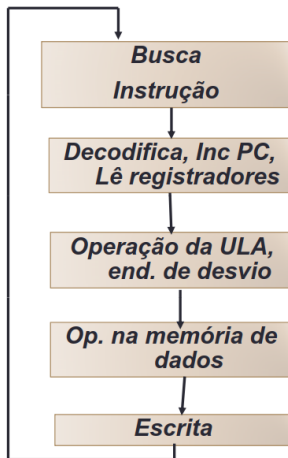 Busca
Instrução
Decodifica, Inc PC,
Lê registradores
Operação da ULA,
end. de desvio
Op. na memória de
dados
Escrita